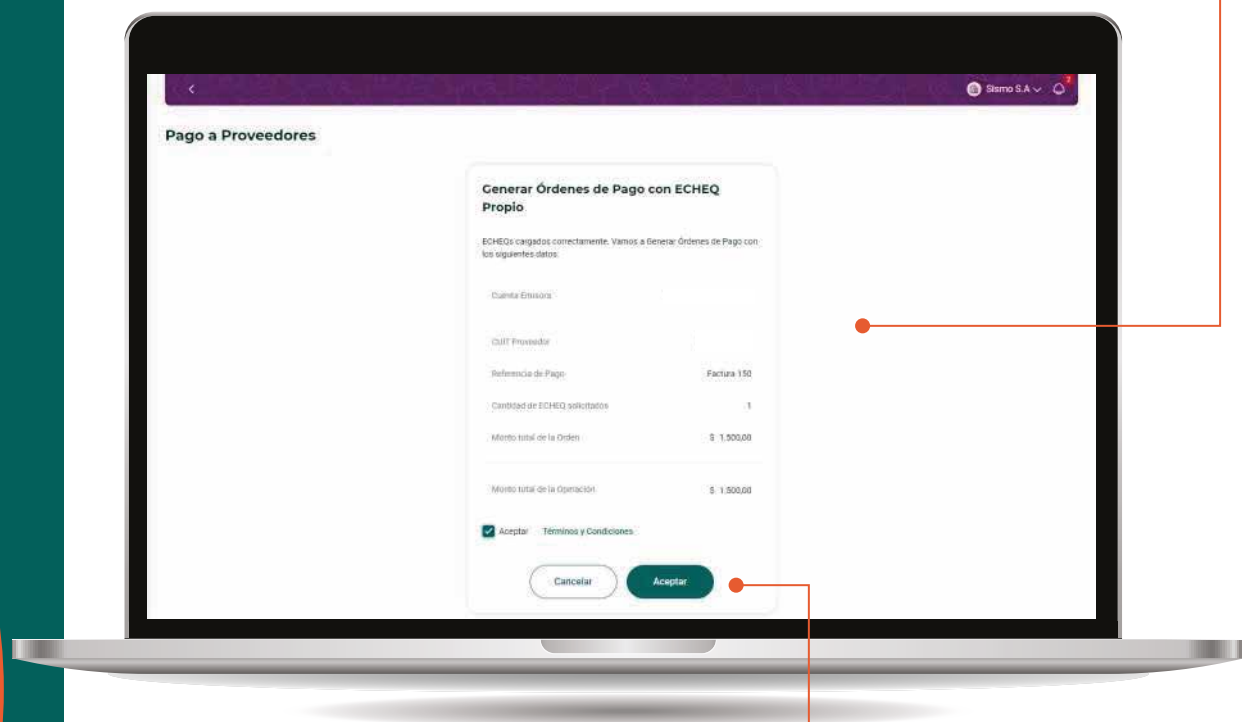 Sismo S.A
2
Pago a Proveedores
Generar Órdenes de Pago con ECHEQ
Propio
ECHEQs cargados correctamente. Vamos a Generar Órdenes de Pago con
los siguientes datos:
Cuenta Emisora
CUIT Proveedor
Referencia de Pago Factura 150
Cantidad de ECHEQ solicitados 1
Monto total de la Orden $ 1.500,00
Monto total de la Operación $ 1.500,00
Aceptar Términos y Condiciones
Cancelar Aceptar